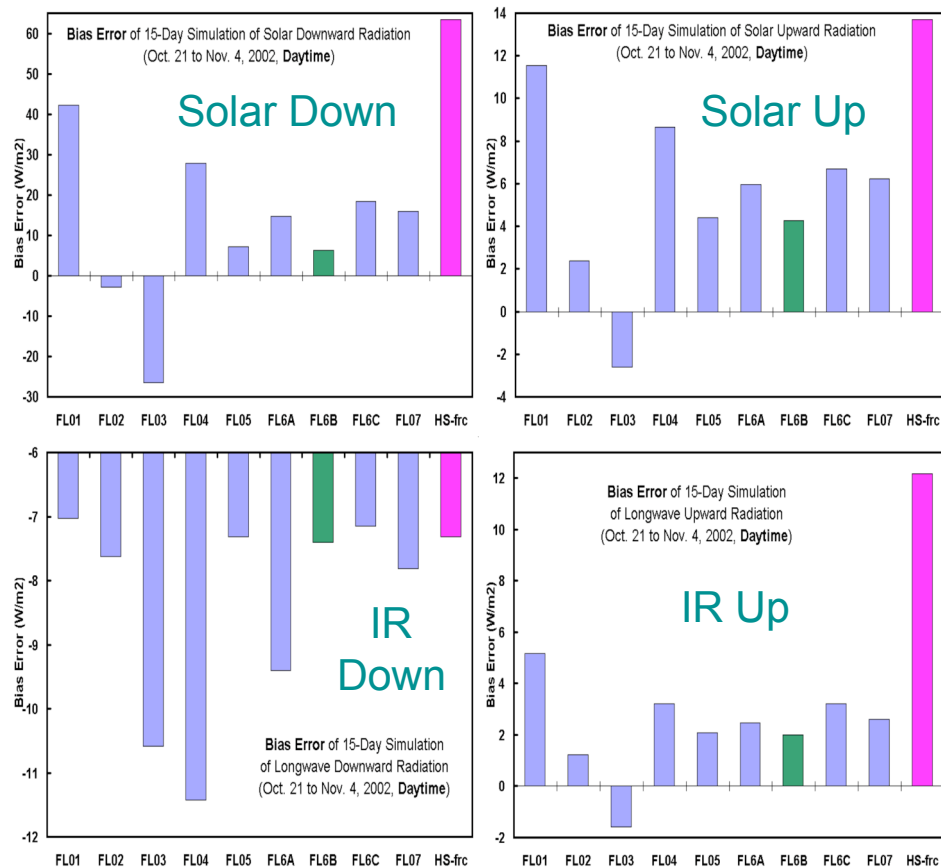 Bias Error of 15-Day Simulation of Solar Downward Radiation
(Oct. 21 to Nov. 4, 2002, Daytime)
Solar Down
Bias Error (W/m2)
60
50
40
30
20
10
0
-10
-20
-30
FL01 FL02 FL03 FL04 FL05 FL6A FL6B FL6C FL07 HS-frc
Bias Error of 15-Day Simulation of Solar Upward Radiation
(Oct. 21 to Nov. 4, 2002, Daytime)
Solar Up
Bias Error (W/m2)
14
12
10
8
6
4
2
0
-2
-4
FL01 FL02 FL03 FL04 FL05 FL6A FL6B FL6C FL07 HS-frc
-6
-7
-8
-9
-10
-11
-12
Bias Error (W/m2)
IR
Down
Bias Error of 15-Day Simulation
of Longwave Downward Radiation
(Oct. 21 to Nov. 4, 2002, Daytime)
FL01 FL02 FL03 FL04 FL05 FL6A FL6B FL6C FL07 HS-frc
Bias Error of 15-Day Simulation
of Longwave Upward Radiation
(Oct. 21 to Nov. 4, 2002, Daytime)
IR Up
Bias Error (W/m2)
12
10
8
6
4
2
0
-2
FL01 FL02 FL03 FL04 FL05 FL6A FL6B FL6C FL07 HS-frc